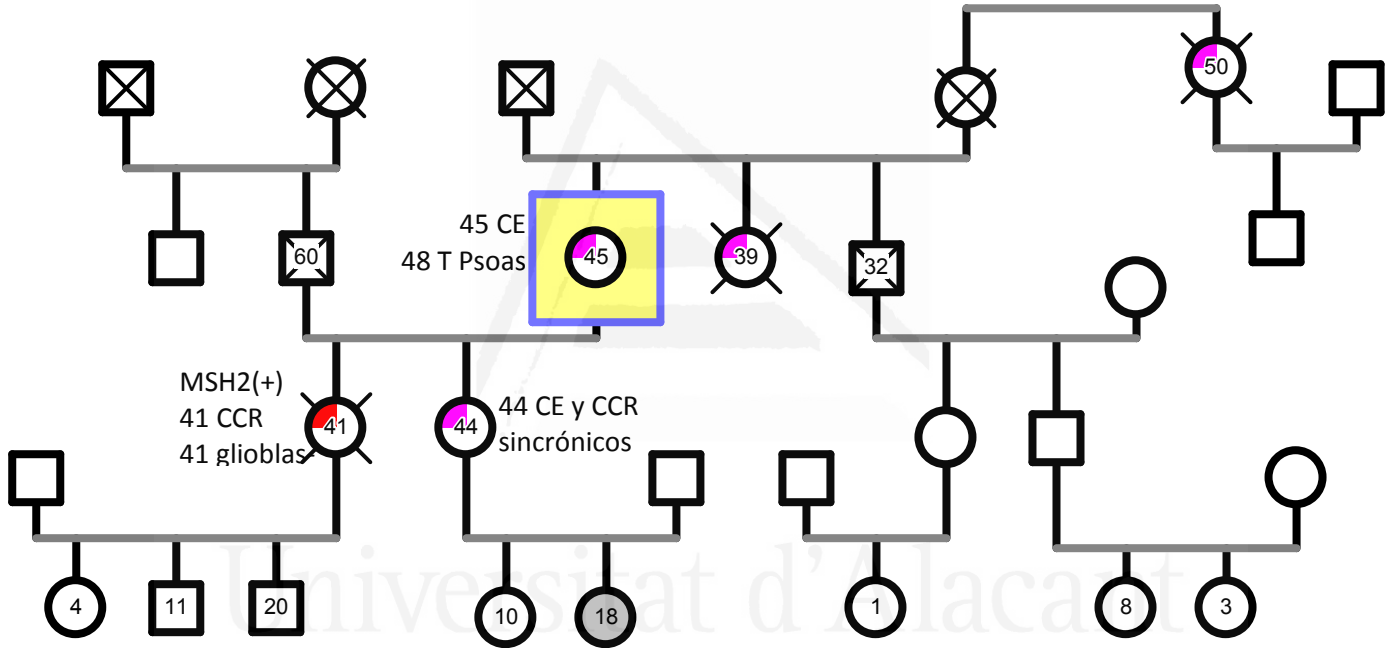 50
45 CE
48 T Psoas
60
45
39
32
MSH2(+)
41 CCR
41 glioblas-
41
44
44 CE y CCR
sincrónicos
4
11
20
10
18
1
8
3
Universitat d'Alacant